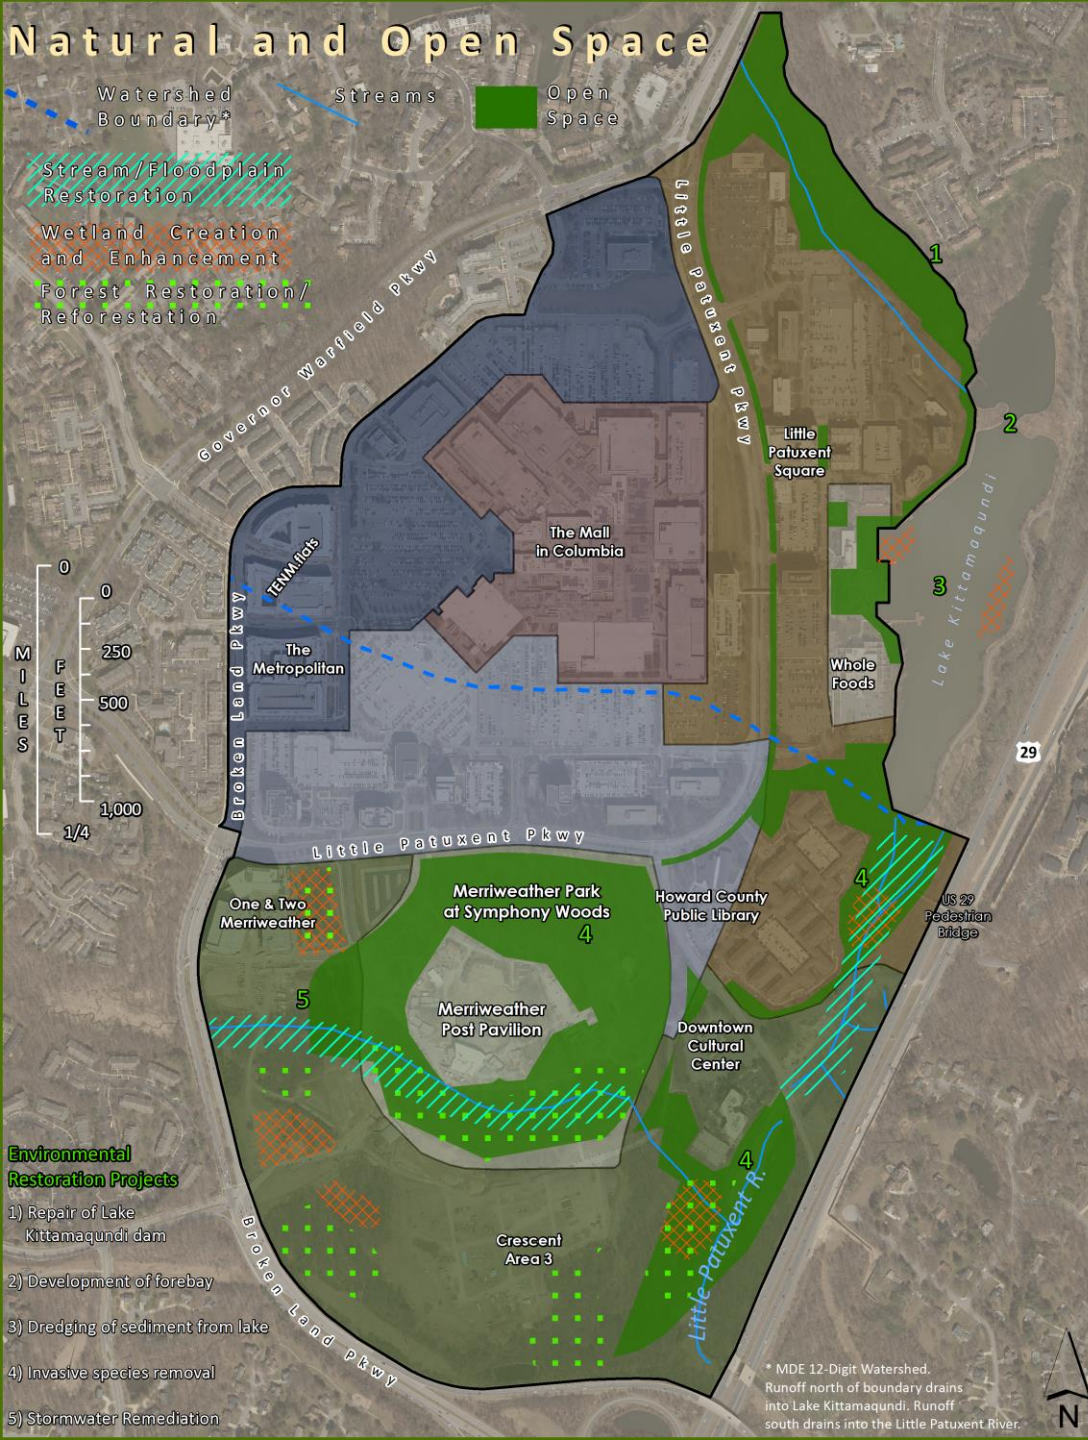 Natural and Open Space
Watershed
Boundary*
Streams
Open
Space
Stream/Floodplain
Restoration
Wetland Creation
and Enhancement
Forest Restoration/
Reforestation
Governor Warfield Pkwy
Little Patuxent Pkwy
1
2
Little
Patuxent
Square
The Mall
in Columbia
TENM.flats
Lake Kittamaqundi
3
Broken Land Pkwy
The
Metropolitan
Whole
Foods
29
0
0
250
500
1,000
1/4
MILES
FEET
Little Patuxent Pkwy
One & Two
Merriweather
Merriweather Park
at Symphony Woods
4
Howard County
Public Library
4
US 29
Pedestrian
Bridge
5
Merriweather
Post Pavilion
Downtown
Cultural
Center
4
Little Patuxent R.
Crescent
Area 3
Broken Land Pkwy
Environmental
Restoration Projects
1) Repair of Lake
Kittamaqundi dam
2) Development of forebay
3) Dredging of sediment from lake
4) Invasive species removal
5) Stormwater Remediation
* MDE 12-Digit Watershed.
Runoff north of boundary drains
into Lake Kittamaqundi. Runoff
south drains into the Little Patuxent River.
N